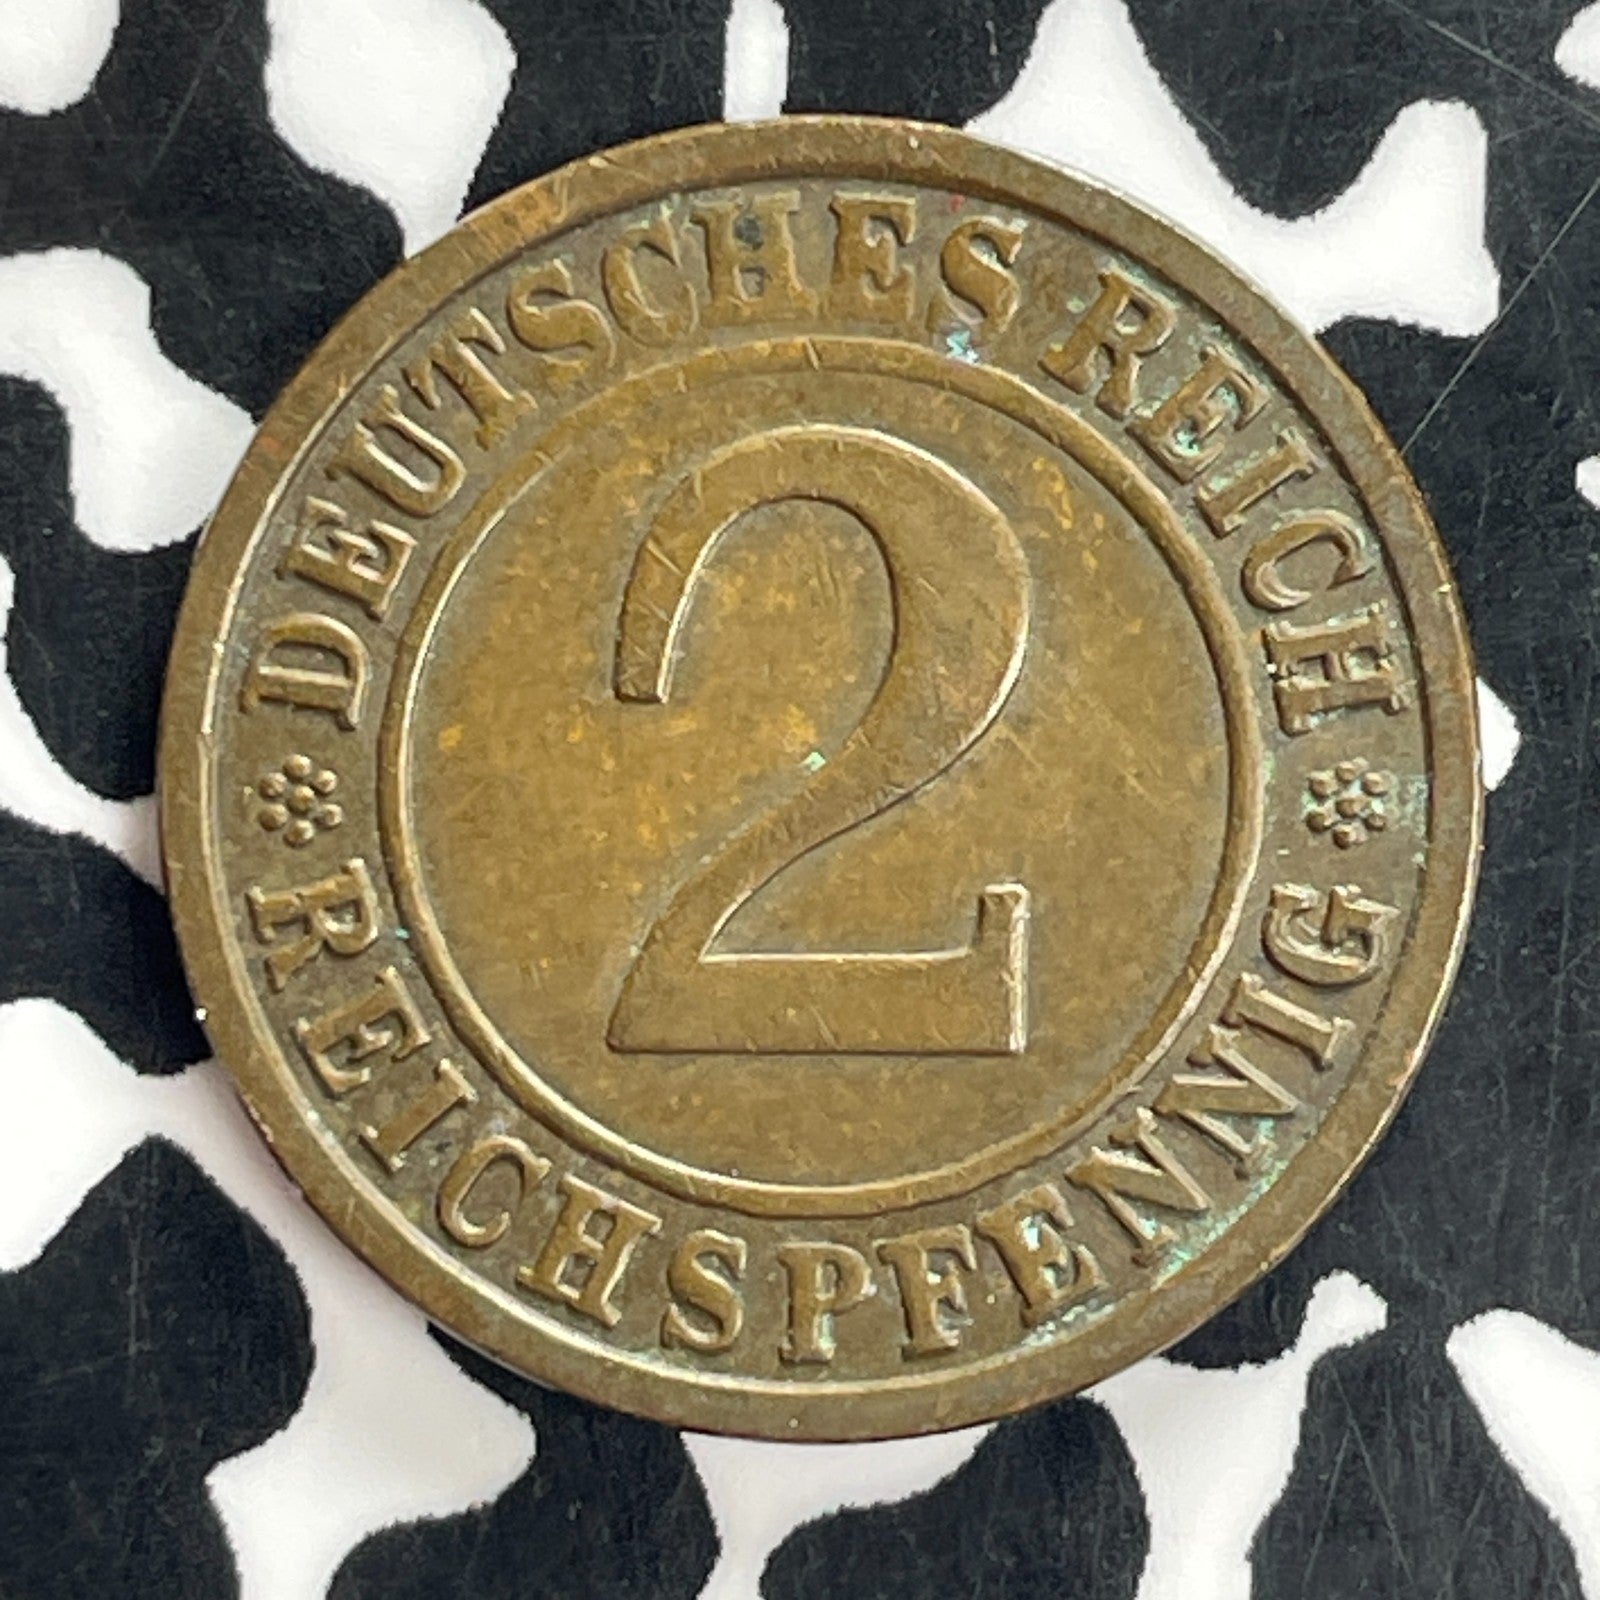 DEUTSCHES REICH
2
REICHSPFENNIG